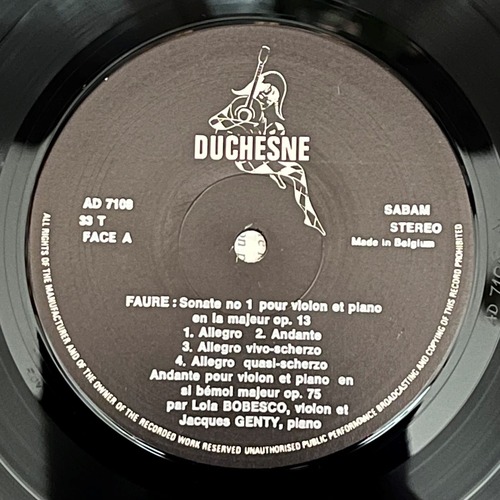 DUCHESNE
AD 7108
33 T
FACE A
SABAM
STEREO
Made in Belgium
FAURE : Sonate no 1 pour violon et piano
en la majeur op. 13
1. Allegro 2. Andante
3. Allegro vivo-scherzo
4. Allegro quasi-scherzo
Andante pour violon et piano en
si bémol majeur op. 75
par Lola BOBESCO, violon et
Jacques GENTY, piano
ALL RIGHTS OF THE MANUFACTURER AND OF THE OWNER OF THE RECORDED WORK RESERVED UNAUTHORISED PUBLIC PERFORMANCE BROADCASTING AND COPYING OF THIS RECORD PROHIBITED